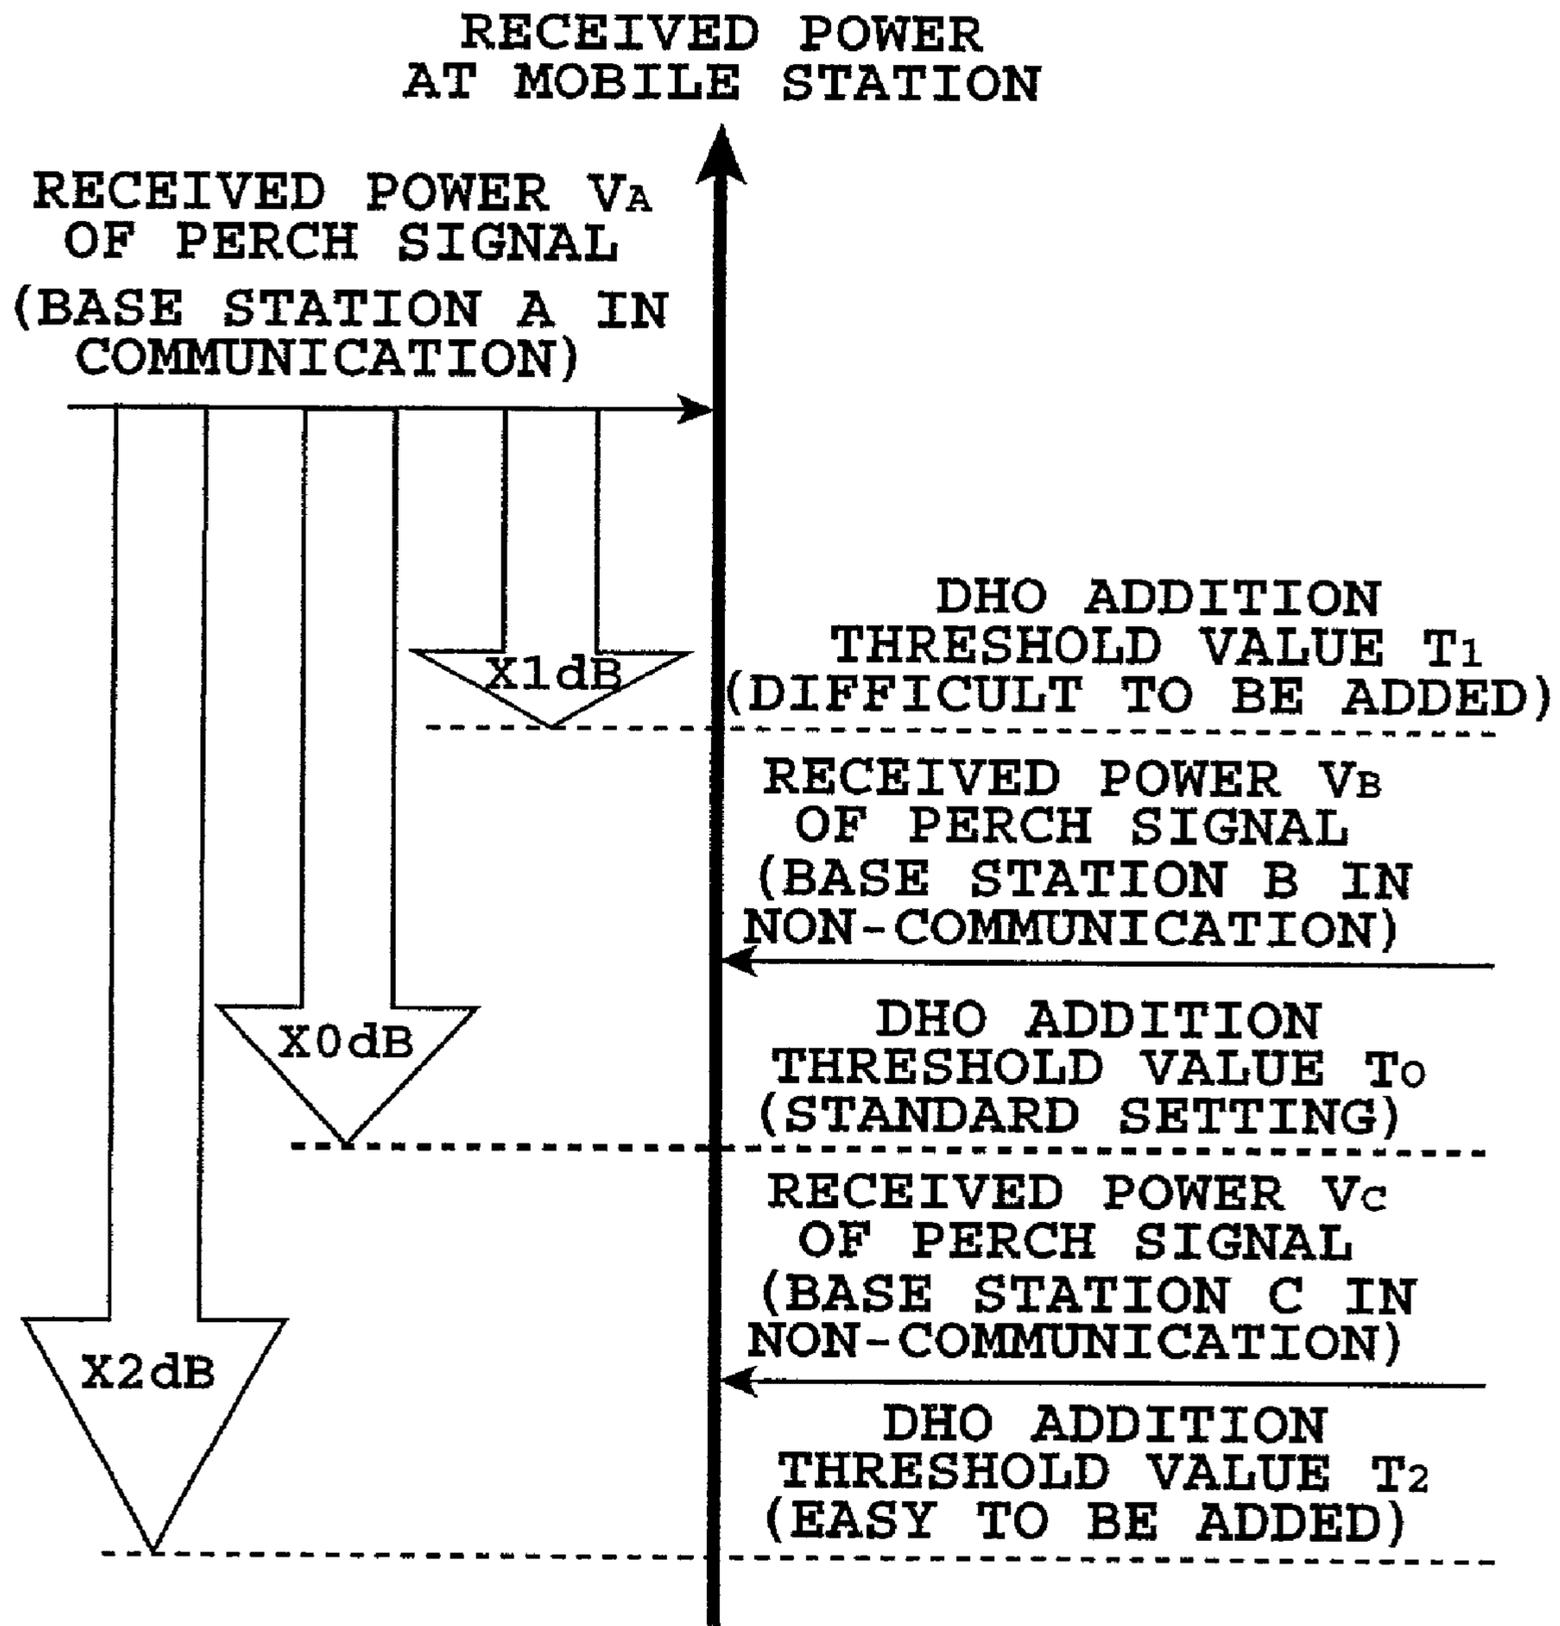 RECEIVED POWER
AT MOBILE STATION
RECEIVED POWER VA
OF PERCH SIGNAL
(BASE STATION A IN
COMMUNICATION)
X1dB
DHO ADDITION
THRESHOLD VALUE T1
(DIFFICULT TO BE ADDED)
RECEIVED POWER VB
OF PERCH SIGNAL
(BASE STATION B IN
NON-COMMUNICATION)
X0dB
DHO ADDITION
THRESHOLD VALUE T0
(STANDARD SETTING)
RECEIVED POWER VC
OF PERCH SIGNAL
(BASE STATION C IN
NON-COMMUNICATION)
X2dB
DHO ADDITION
THRESHOLD VALUE T2
(EASY TO BE ADDED)